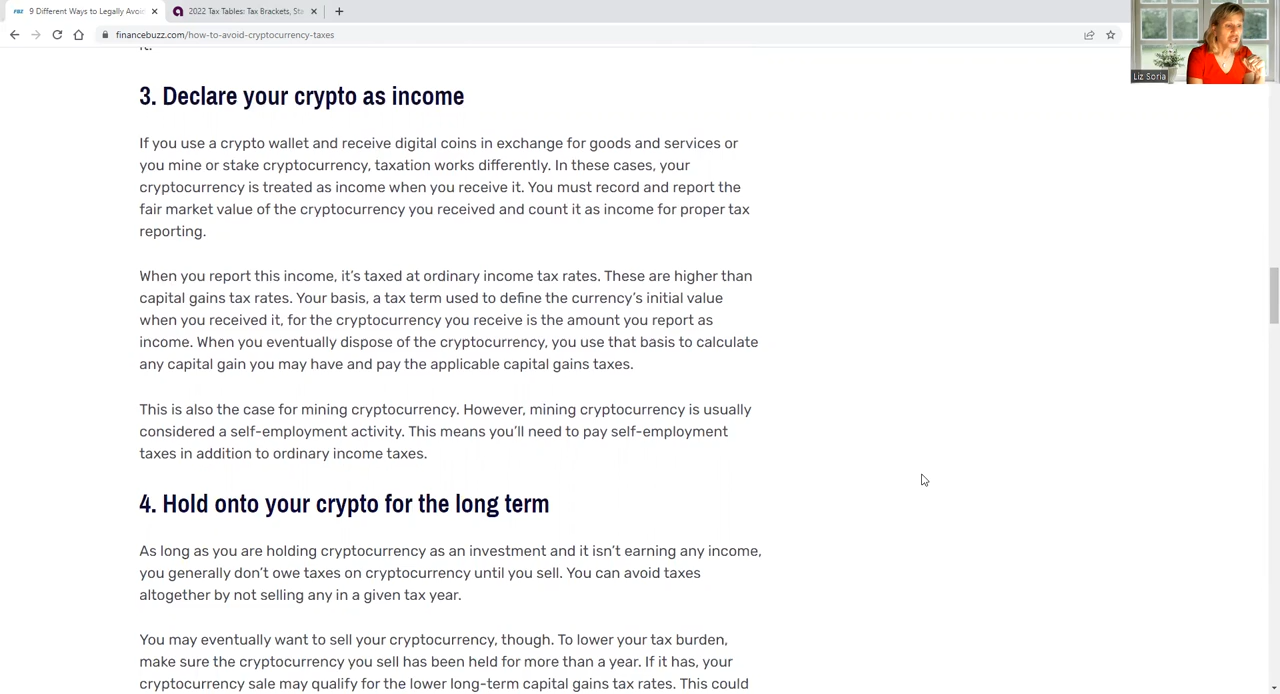 9 Different Ways to Legally Avoi
2022 Tax Tables: Tax Brackets, Sta
financebuzz.com/how-to-avoid-cryptocurrency-taxes
Liz Soria
it.
3. Declare your crypto as income
If you use a crypto wallet and receive digital coins in exchange for goods and services or
you mine or stake cryptocurrency, taxation works differently. In these cases, your
cryptocurrency is treated as income when you receive it. You must record and report the
fair market value of the cryptocurrency you received and count it as income for proper tax
reporting.
When you report this income, it’s taxed at ordinary income tax rates. These are higher than
capital gains tax rates. Your basis, a tax term used to define the currency’s initial value
when you received it, for the cryptocurrency you receive is the amount you report as
income. When you eventually dispose of the cryptocurrency, you use that basis to calculate
any capital gain you may have and pay the applicable capital gains taxes.
This is also the case for mining cryptocurrency. However, mining cryptocurrency is usually
considered a self-employment activity. This means you’ll need to pay self-employment
taxes in addition to ordinary income taxes.
4. Hold onto your crypto for the long term
As long as you are holding cryptocurrency as an investment and it isn’t earning any income,
you generally don’t owe taxes on cryptocurrency until you sell. You can avoid taxes
altogether by not selling any in a given tax year.
You may eventually want to sell your cryptocurrency, though. To lower your tax burden,
make sure the cryptocurrency you sell has been held for more than a year. If it has, your
cryptocurrency sale may qualify for the lower long-term capital gains tax rates. This could